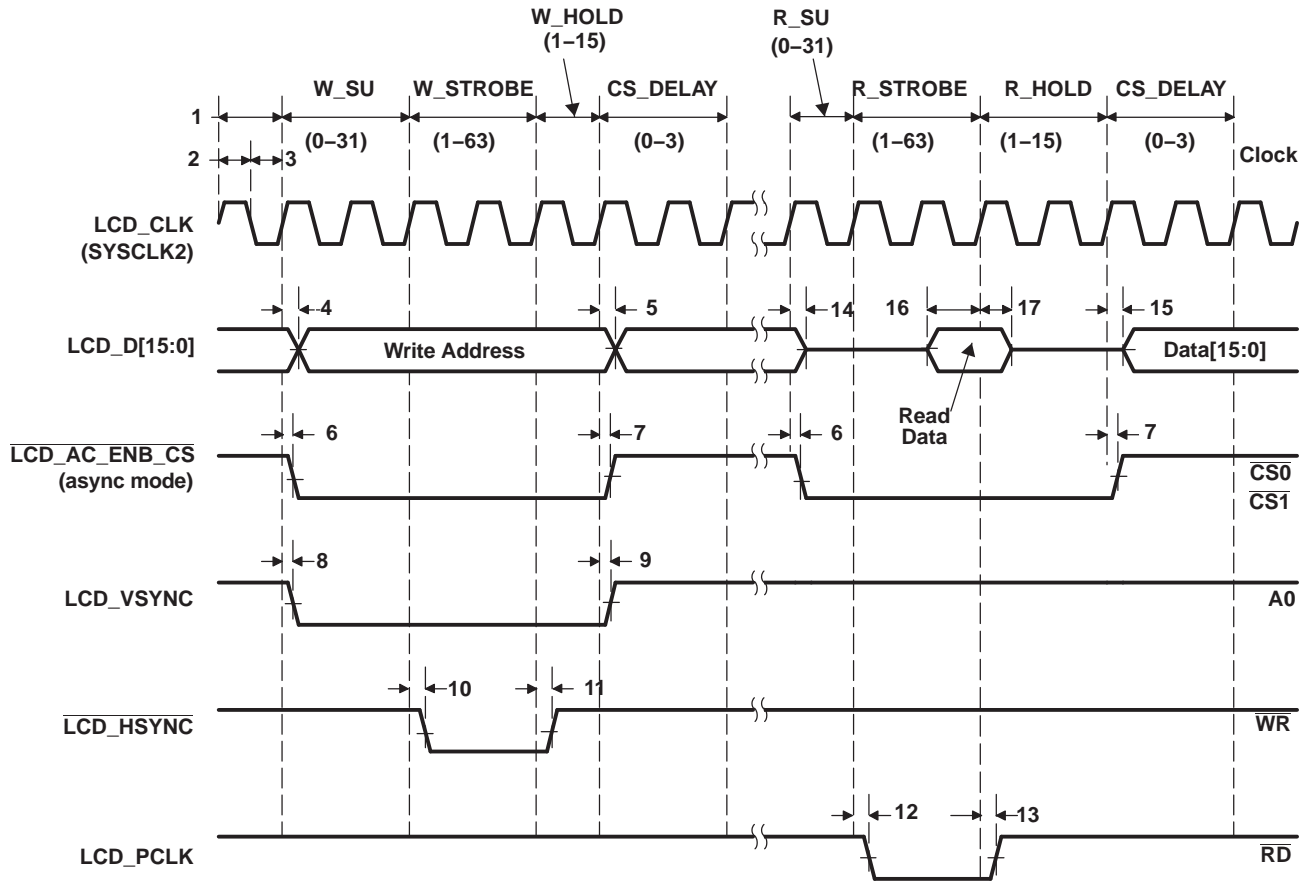 W_HOLD
(1–15)
R_SU
(0–31)
W_SU
W_STROBE
CS_DELAY
R_STROBE
R_HOLD
CS_DELAY
1
(0–31)
(1–63)
(0–3)
(1–63)
(1–15)
(0–3)
2
3
Clock
LCD_CLK
(SYSCLK2)
4
5
14
16
17
15
LCD_D[15:0]
Write Address
Data[15:0]
Read
Data
6
7
6
7
LCD_AC_ENB_CS
(async mode)
CS0
CS1
8
9
LCD_VSYNC
A0
10
11
LCD_HSYNC
WR
12
13
LCD_PCLK
RD